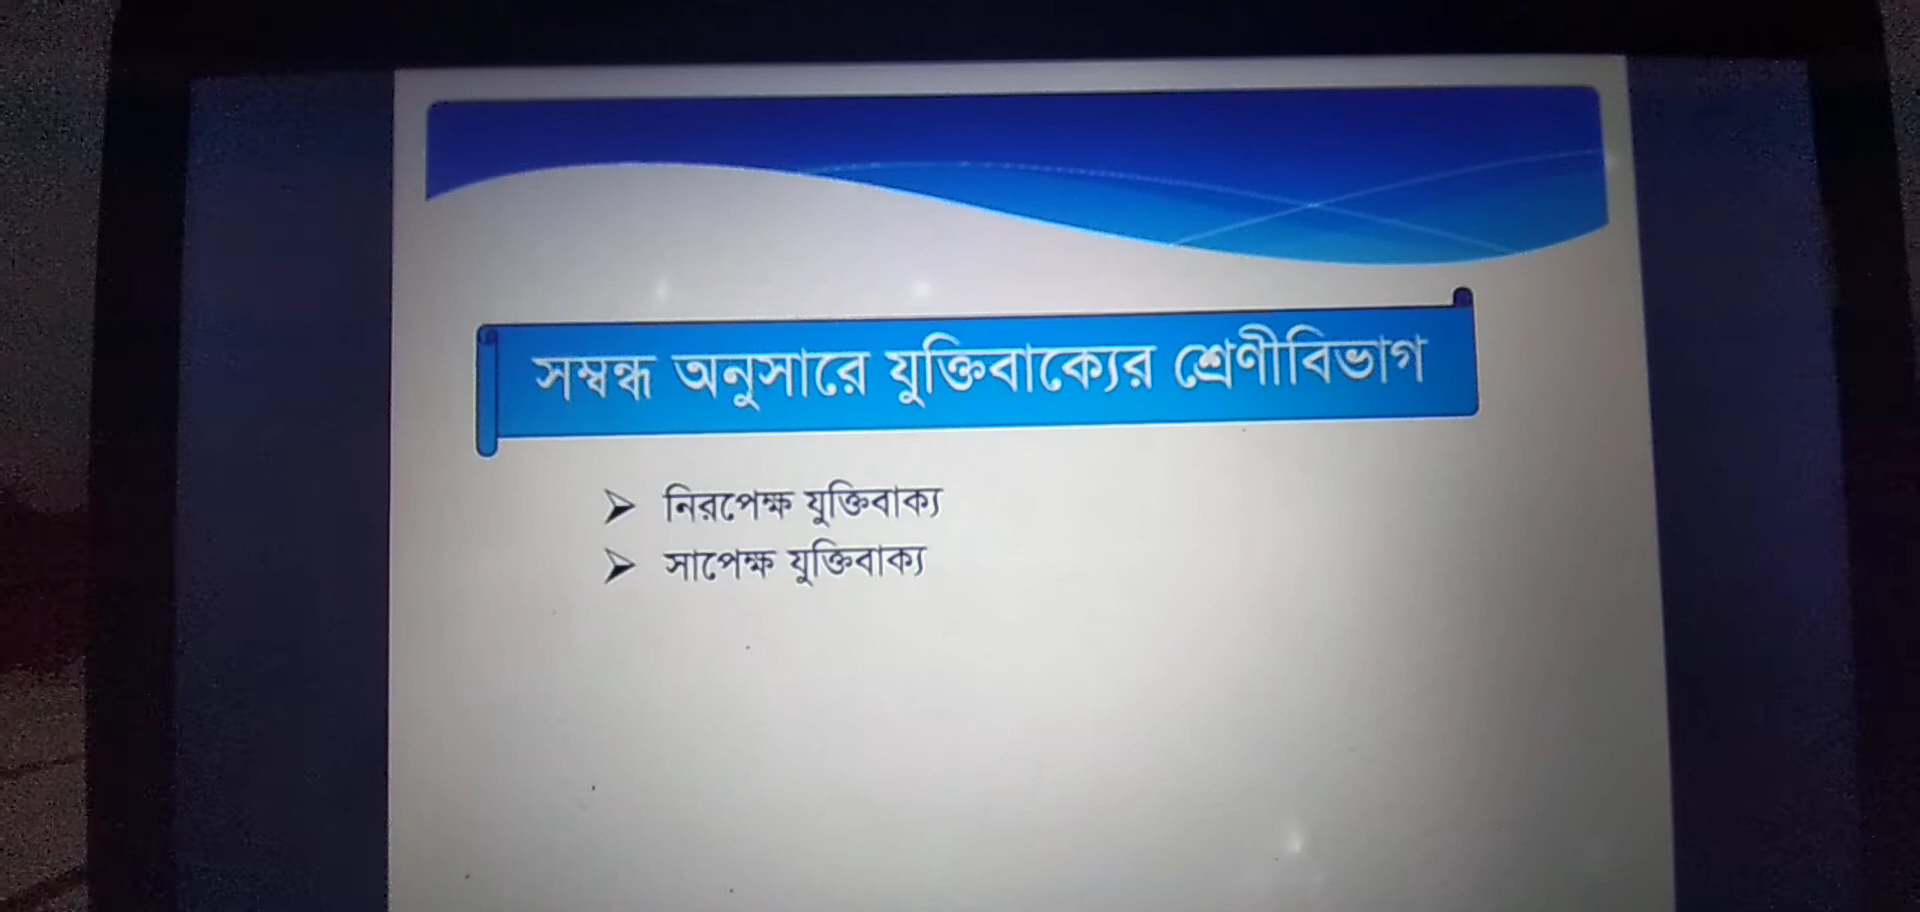 সম্বন্ধ অনুসারে যুক্তিবাক্যের শ্রেণীবিভাগ
নিরপেক্ষ যুক্তিবাক্য
সাপেক্ষ যুক্তিবাক্য